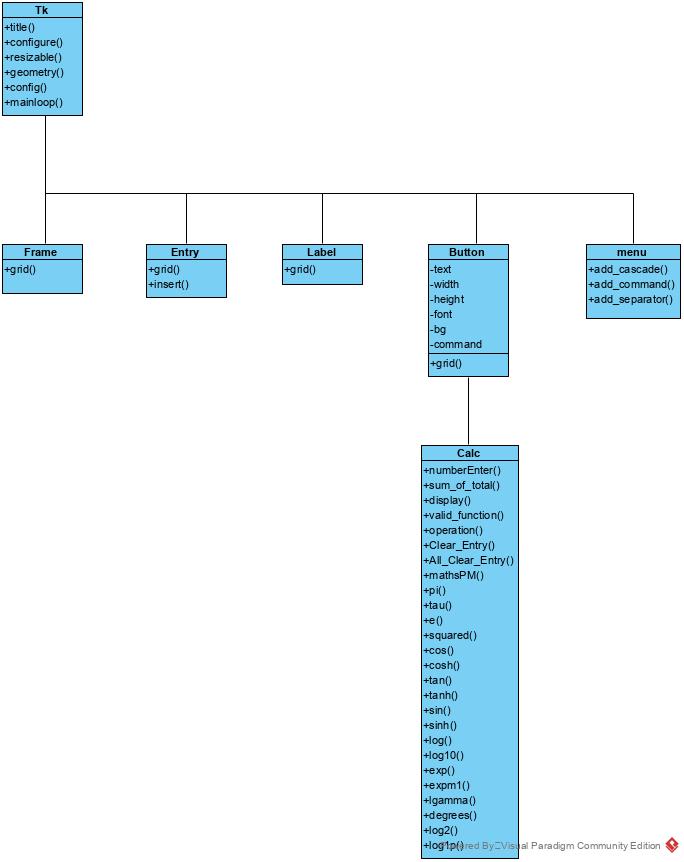 Tk
+title()
+configure()
+resizable()
+geometry()
+config()
+mainloop()
Frame
+grid()
Entry
+grid()
+insert()
Label
+grid()
Button
-text
-width
-height
-font
-bg
-command
+grid()
menu
+add_cascade()
+add_command()
+add_separator()
Calc
+numberEnter()
+sum_of_total()
+display()
+valid_function()
+operation()
+Clear_Entry()
+All_Clear_Entry()
+mathsPM()
+pi()
+tau()
+e()
+squared()
+cos()
+cosh()
+tan()
+tanh()
+sin()
+sinh()
+log()
+log10()
+exp()
+expm1()
+lgamma()
+degrees()
+log2()
+log1p()
Powered By Visual Paradigm Community Edition